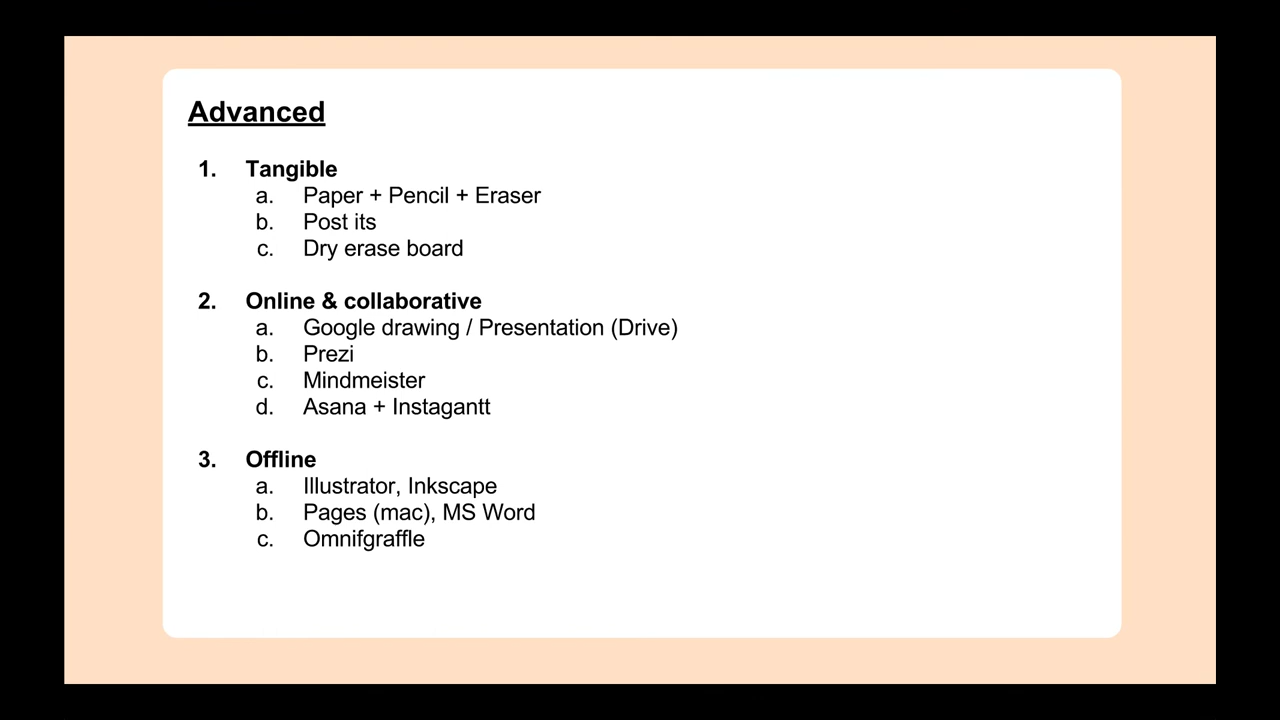 Advanced
1. Tangible
a. Paper + Pencil + Eraser
b. Post its
c. Dry erase board
2. Online & collaborative
a. Google drawing / Presentation (Drive)
b. Prezi
c. Mindmeister
d. Asana + Instagantt
3. Offline
a. Illustrator, Inkscape
b. Pages (mac), MS Word
c. Omnifgraffle